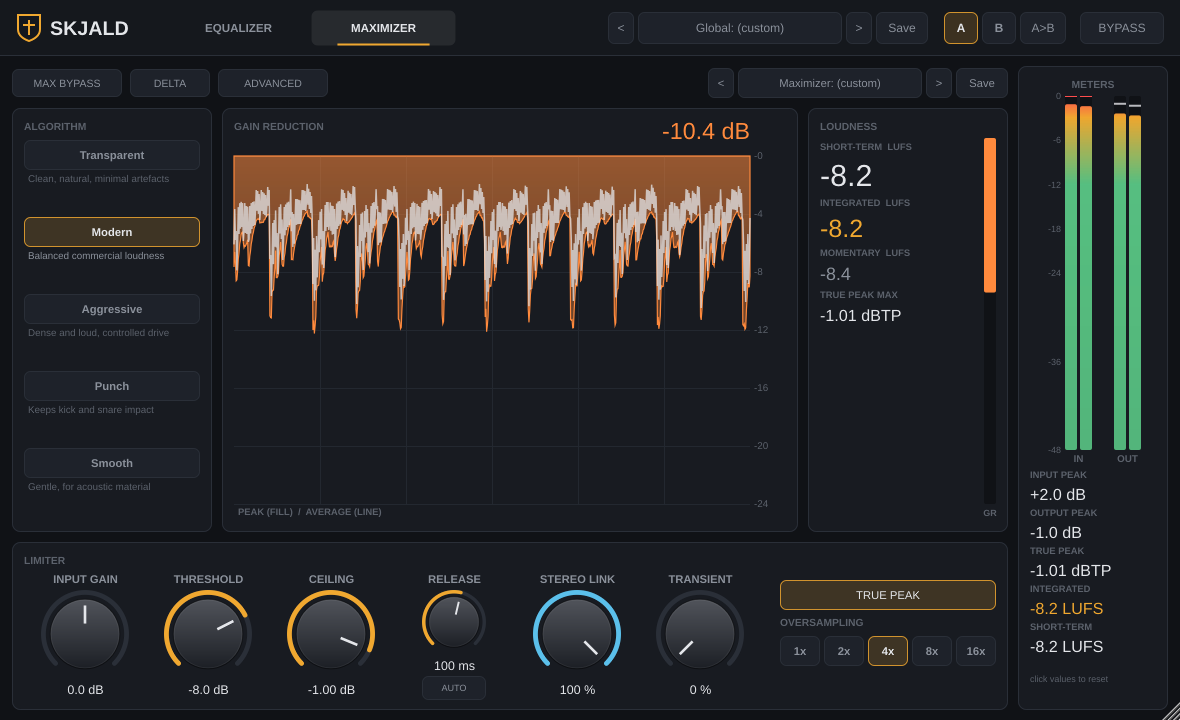 SKJALD
EQUALIZER
MAXIMIZER
<
Global: (custom)
>
Save
A
B
A>B
BYPASS
MAX BYPASS
DELTA
ADVANCED
<
Maximizer: (custom)
>
Save
ALGORITHM
Transparent
Clean, natural, minimal artefacts
Modern
Balanced commercial loudness
Aggressive
Dense and loud, controlled drive
Punch
Keeps kick and snare impact
Smooth
Gentle, for acoustic material
GAIN REDUCTION
-10.4 dB
-0
-4
-8
-12
-16
-20
-24
PEAK (FILL) / AVERAGE (LINE)
LOUDNESS
SHORT-TERM LUFS
-8.2
INTEGRATED LUFS
-8.2
MOMENTARY LUFS
-8.4
TRUE PEAK MAX
-1.01 dBTP
GR
METERS
0
-6
-12
-18
-24
-36
-48
IN
OUT
INPUT PEAK
+2.0 dB
OUTPUT PEAK
-1.0 dB
TRUE PEAK
-1.01 dBTP
INTEGRATED
-8.2 LUFS
SHORT-TERM
-8.2 LUFS
click values to reset
LIMITER
INPUT GAIN
0.0 dB
THRESHOLD
-8.0 dB
CEILING
-1.00 dB
RELEASE
100 ms
AUTO
STEREO LINK
100 %
TRANSIENT
0 %
TRUE PEAK
OVERSAMPLING
1x
2x
4x
8x
16x